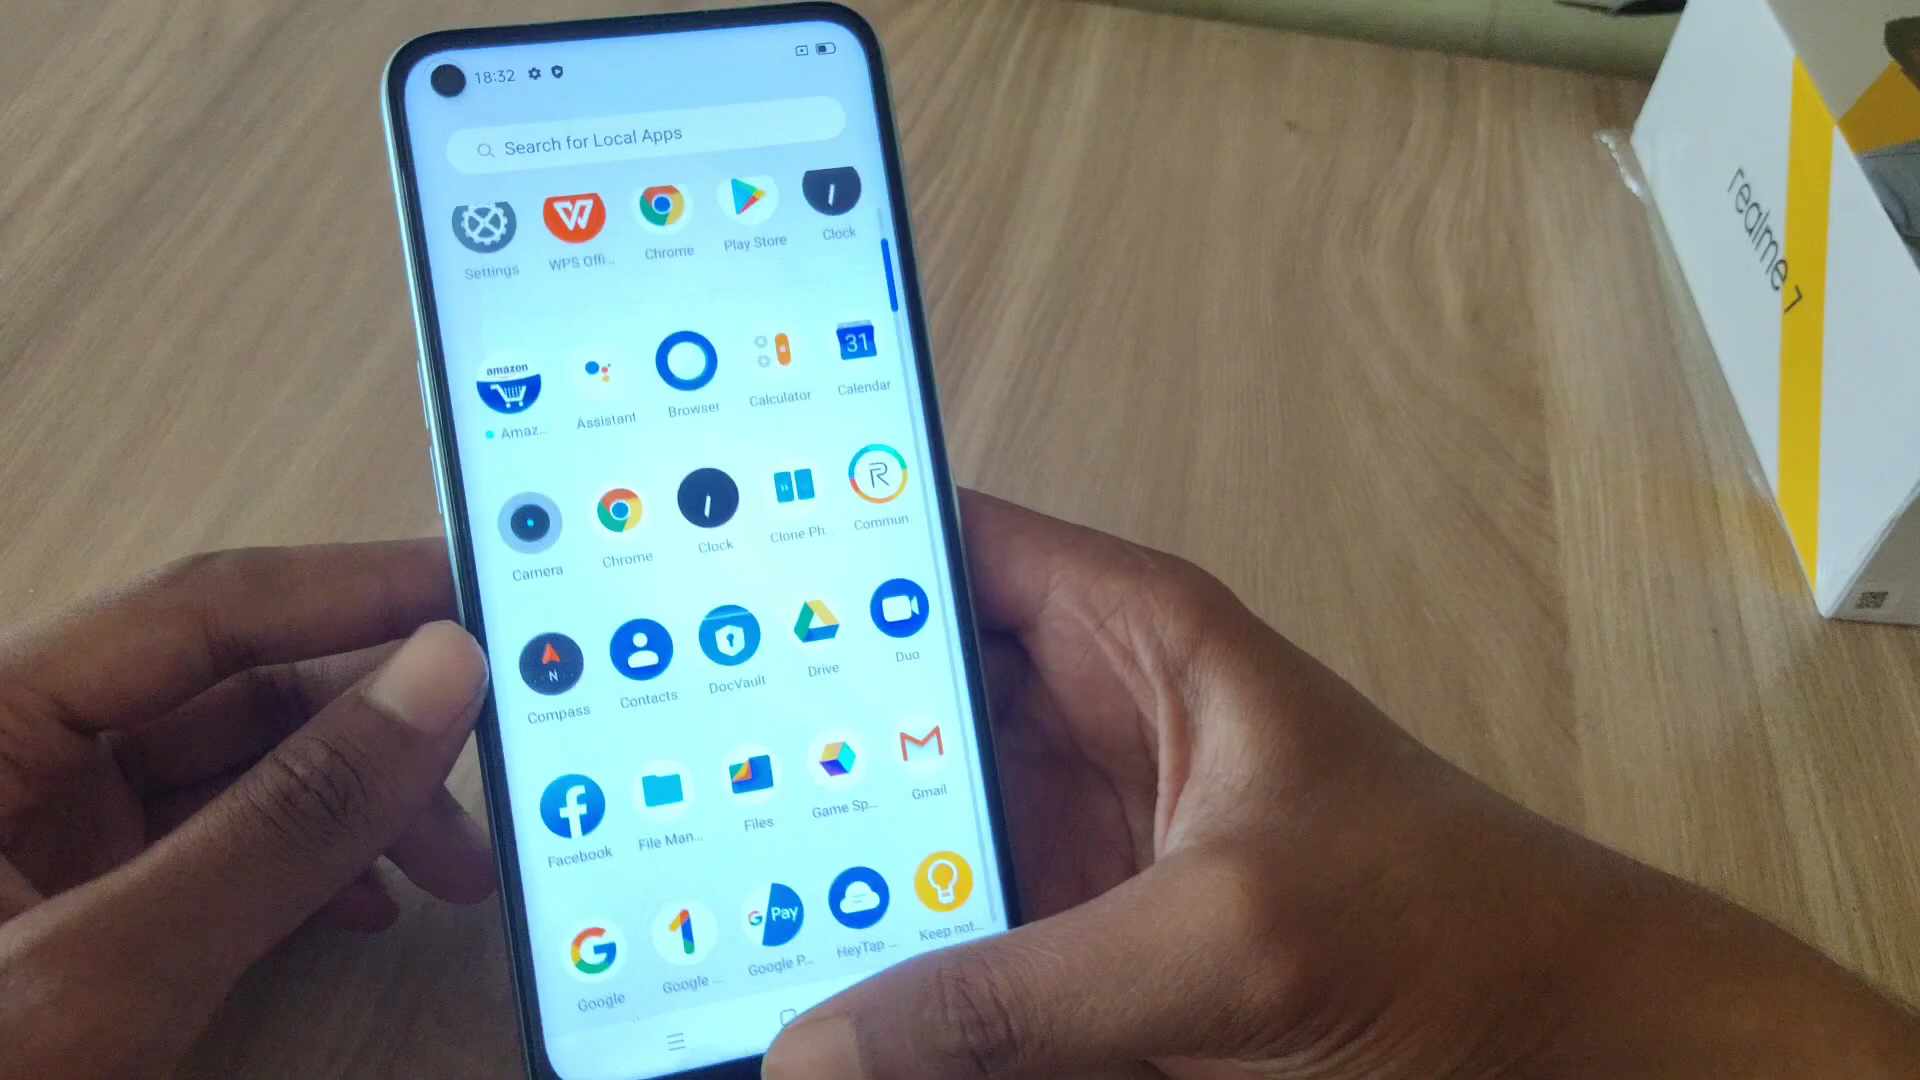 18:32
Search for Local Apps
Settings WPS Offi... Chrome Play Store Clock
amazon
31
Amaz... Assistant Browser Calculator Calendar
R
Camera Chrome Clock Clone Ph... Commun...
N
Compass Contacts DocVault Drive Duo
Facebook File Man... Files Game Sp... Gmail
G Pay
Google Google ... Google P... HeyTap ... Keep not...
realme 7